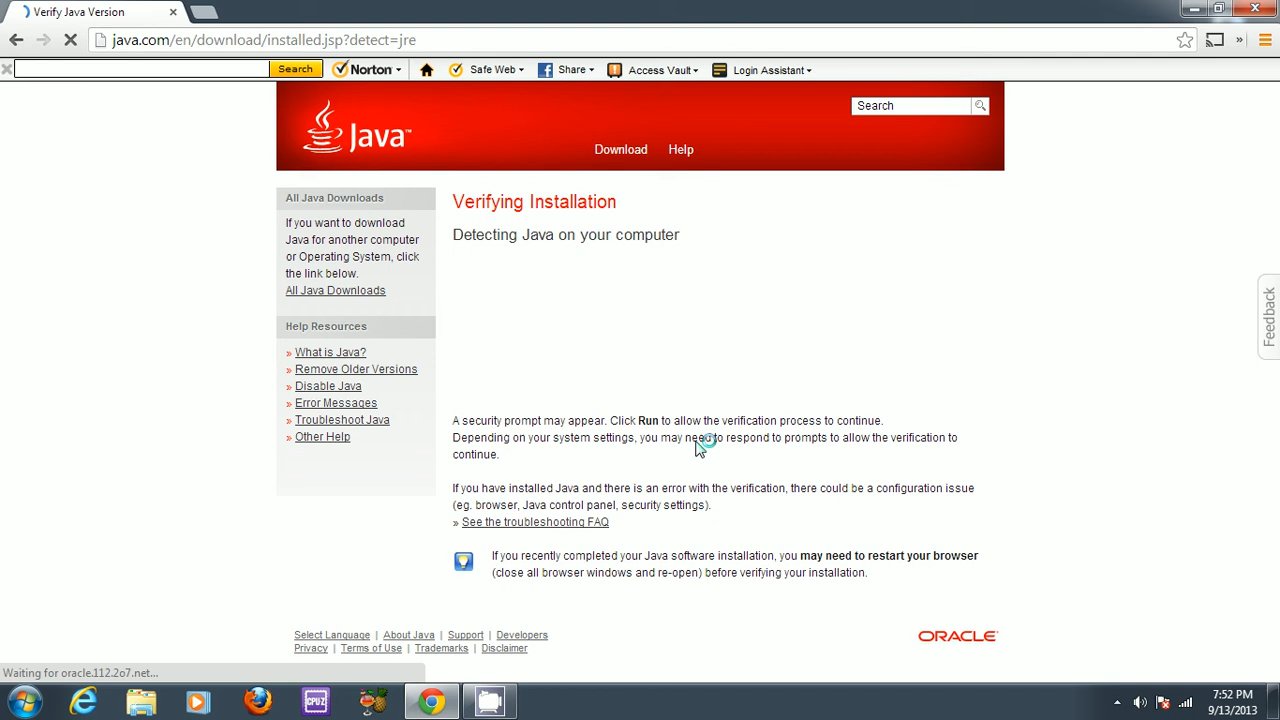 Verify Java Version
java.com/en/download/installed.jsp?detect=jre
Search Norton Safe Web Share Access Vault Login Assistant
Java™
Search
Download Help
All Java Downloads
If you want to download
Java for another computer
or Operating System, click
the link below.
All Java Downloads
Help Resources
» What is Java?
» Remove Older Versions
» Disable Java
» Error Messages
» Troubleshoot Java
» Other Help
Verifying Installation
Detecting Java on your computer
A security prompt may appear. Click Run to allow the verification process to continue.
Depending on your system settings, you may need to respond to prompts to allow the verification to
continue.
If you have installed Java and there is an error with the verification, there could be a configuration issue
(eg. browser, Java control panel, security settings).
» See the troubleshooting FAQ
If you recently completed your Java software installation, you may need to restart your browser
(close all browser windows and re-open) before verifying your installation.
Feedback
Select Language | About Java | Support | Developers
Privacy | Terms of Use | Trademarks | Disclaimer
ORACLE
Waiting for oracle.112.2o7.net...
CPU Z
7:52 PM
9/13/2013